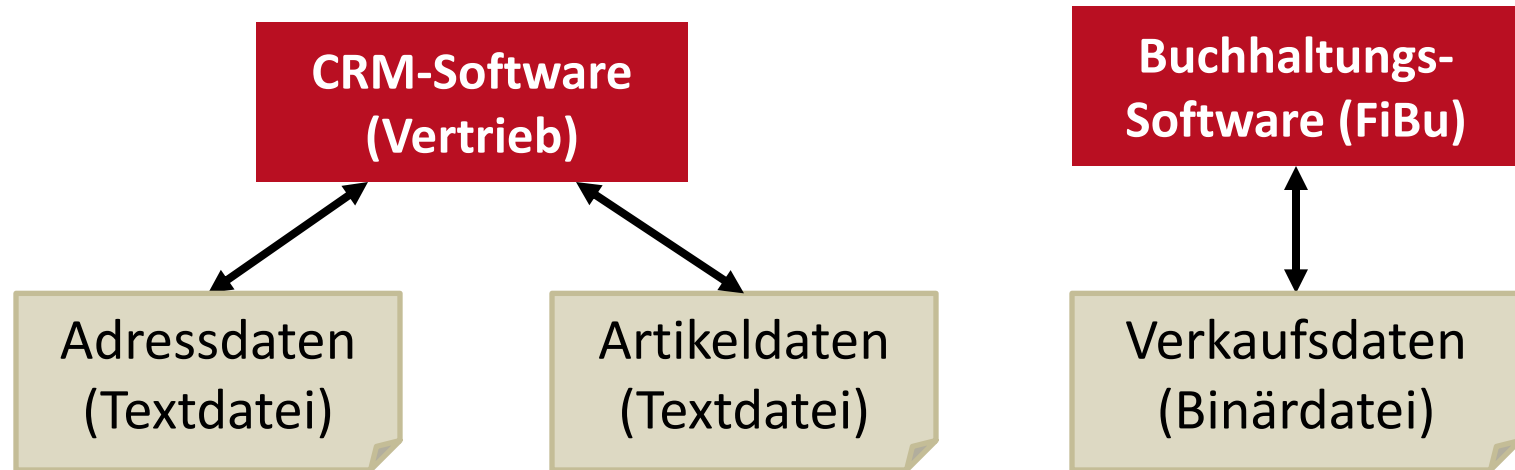 CRM-Software
(Vertrieb)
Buchhaltungs-
Software (FiBu)
Adressdaten
(Textdatei)
Artikeldaten
(Textdatei)
Verkaufsdaten
(Binärdatei)